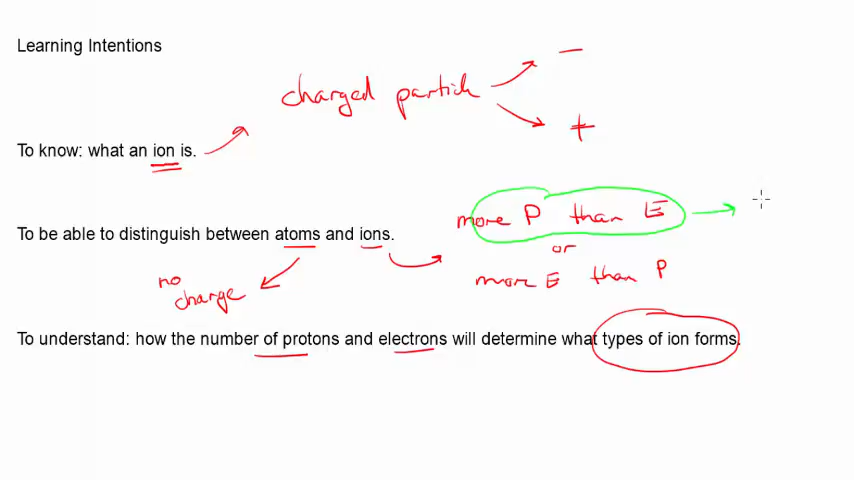 Learning Intentions
charged particle
−
+
To know: what an ion is.
more P than E
or
more E than P
To be able to distinguish between atoms and ions.
no
charge
To understand: how the number of protons and electrons will determine what types of ion forms.